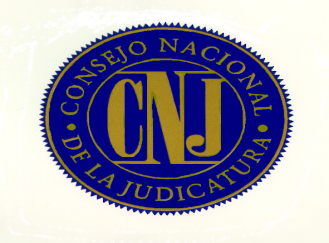 CONSEJO NACIONAL
CNJ
• DE LA JUDICATURA •